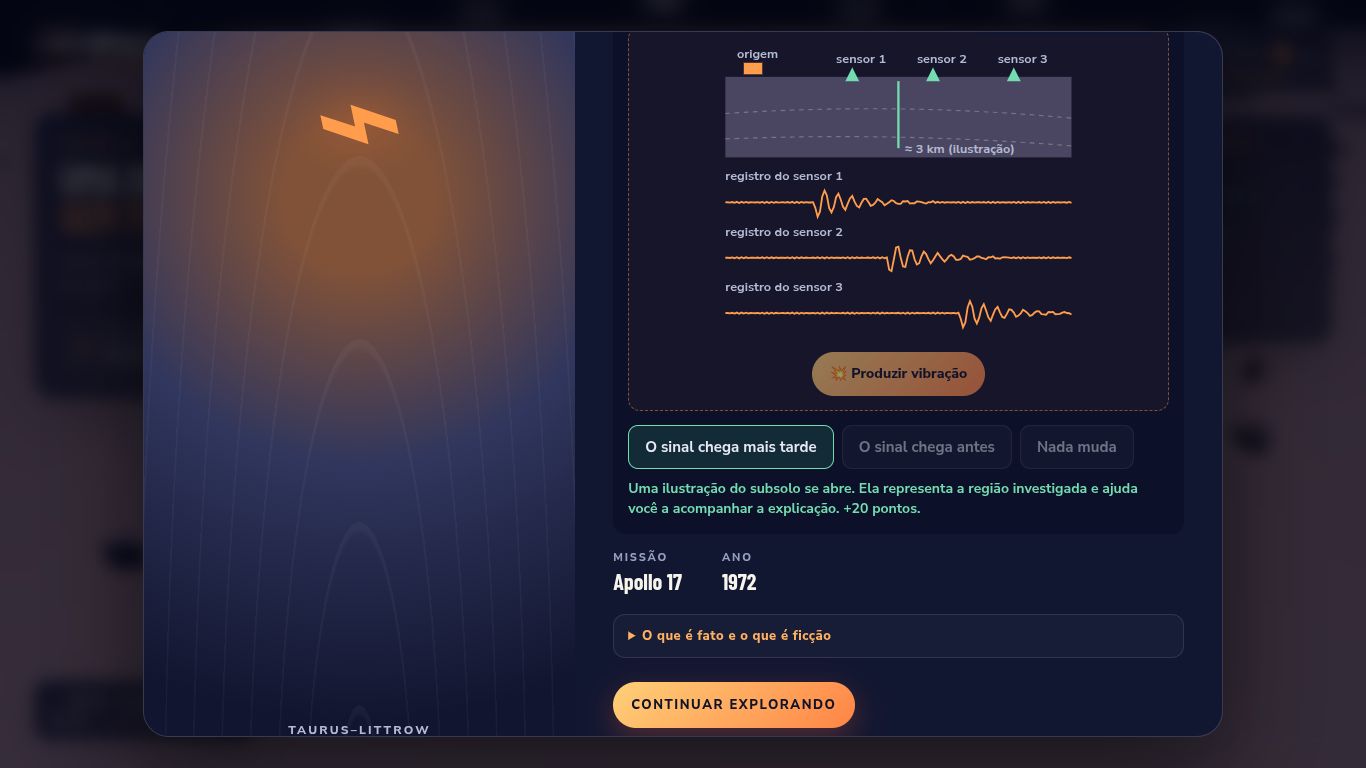 origem
sensor 1
sensor 2
sensor 3
≈ 3 km (ilustração)
registro do sensor 1
registro do sensor 2
registro do sensor 3
💥 Produzir vibração
O sinal chega mais tarde
O sinal chega antes
Nada muda
Uma ilustração do subsolo se abre. Ela representa a região investigada e ajuda
você a acompanhar a explicação. +20 pontos.
MISSÃO
ANO
Apollo 17
1972
▶ O que é fato e o que é ficção
CONTINUAR EXPLORANDO
TAURUS–LITTROW